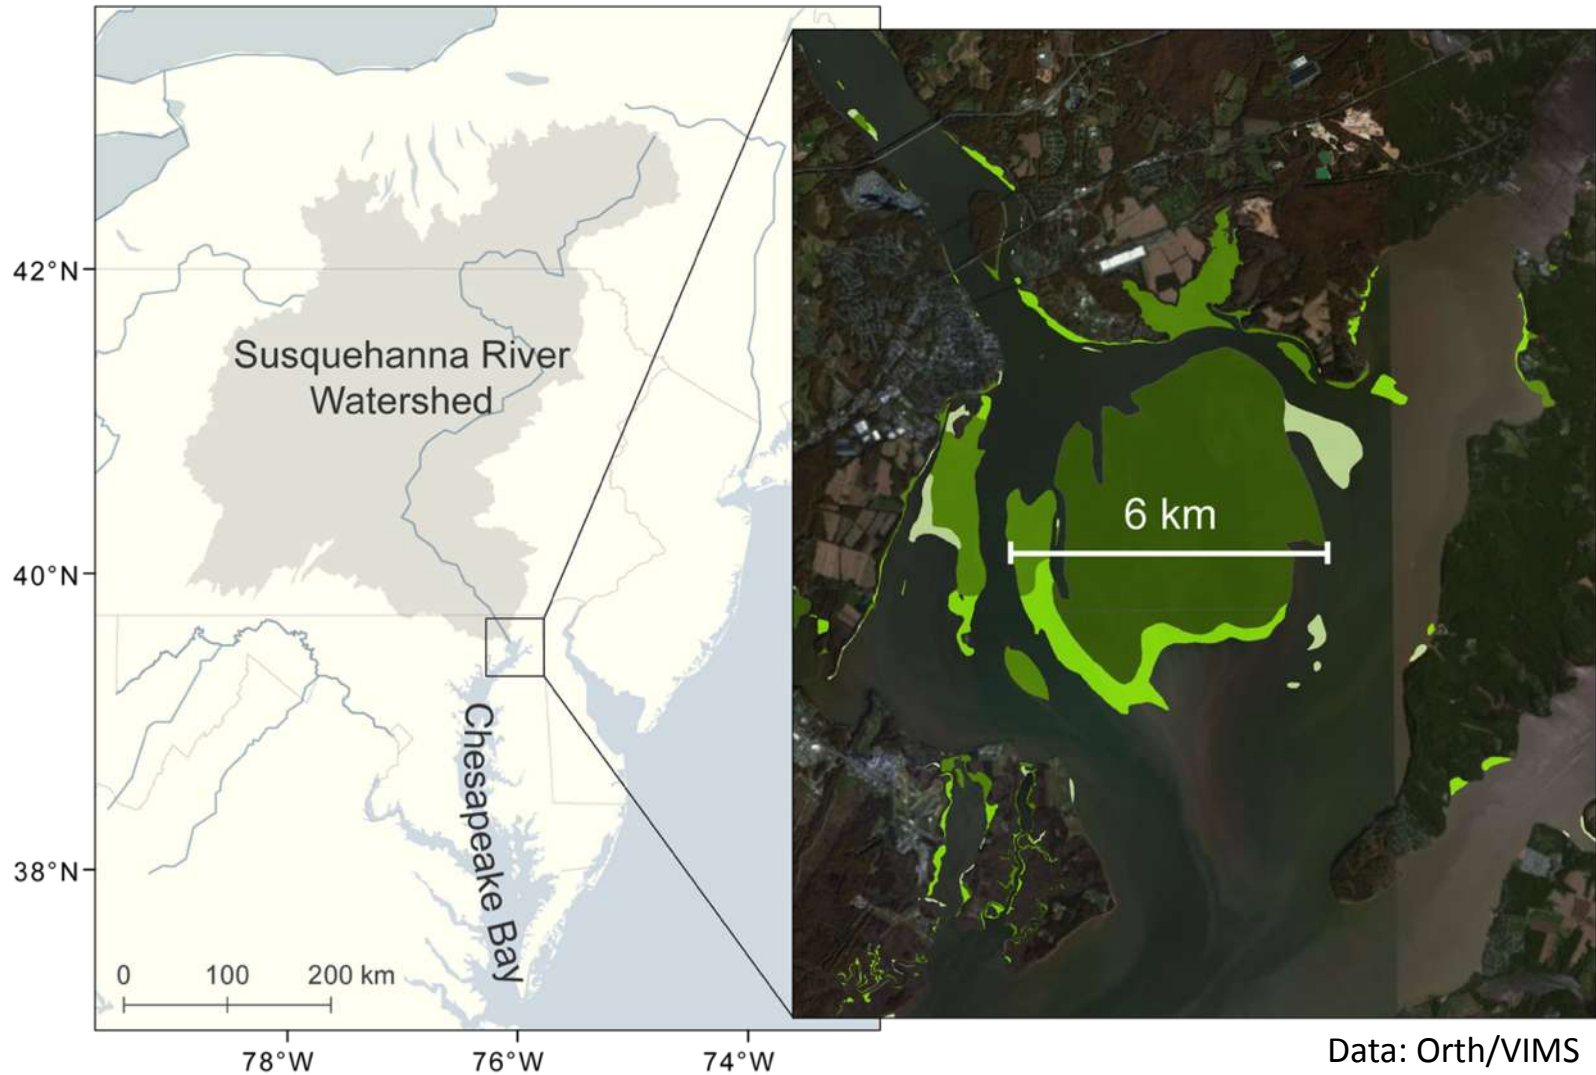 42°N
Susquehanna River
Watershed
40°N
6 km
Chesapeake Bay
38°N
0 100 200 km
78°W 76°W 74°W
Data: Orth/VIMS